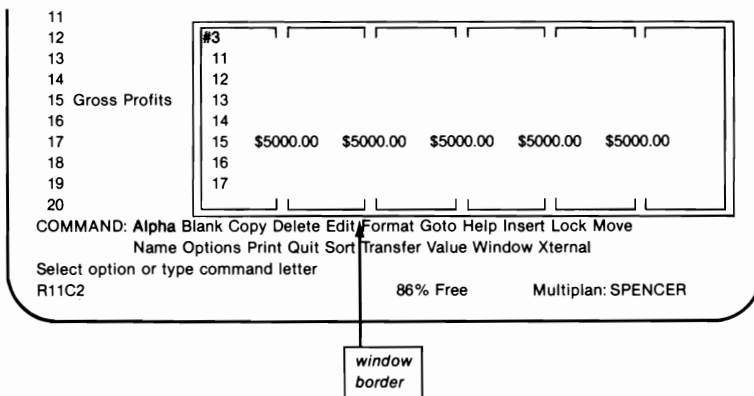 11
12 #3
13 11
14 12
15 Gross Profits 13
16 14
17 15 $5000.00 $5000.00 $5000.00 $5000.00 $5000.00
18 16
19 17
20
COMMAND: Alpha Blank Copy Delete Edit Format Goto Help Insert Lock Move
Name Options Print Quit Sort Transfer Value Window Xternal
Select option or type command letter
R11C2 86% Free Multiplan: SPENCER
window
border